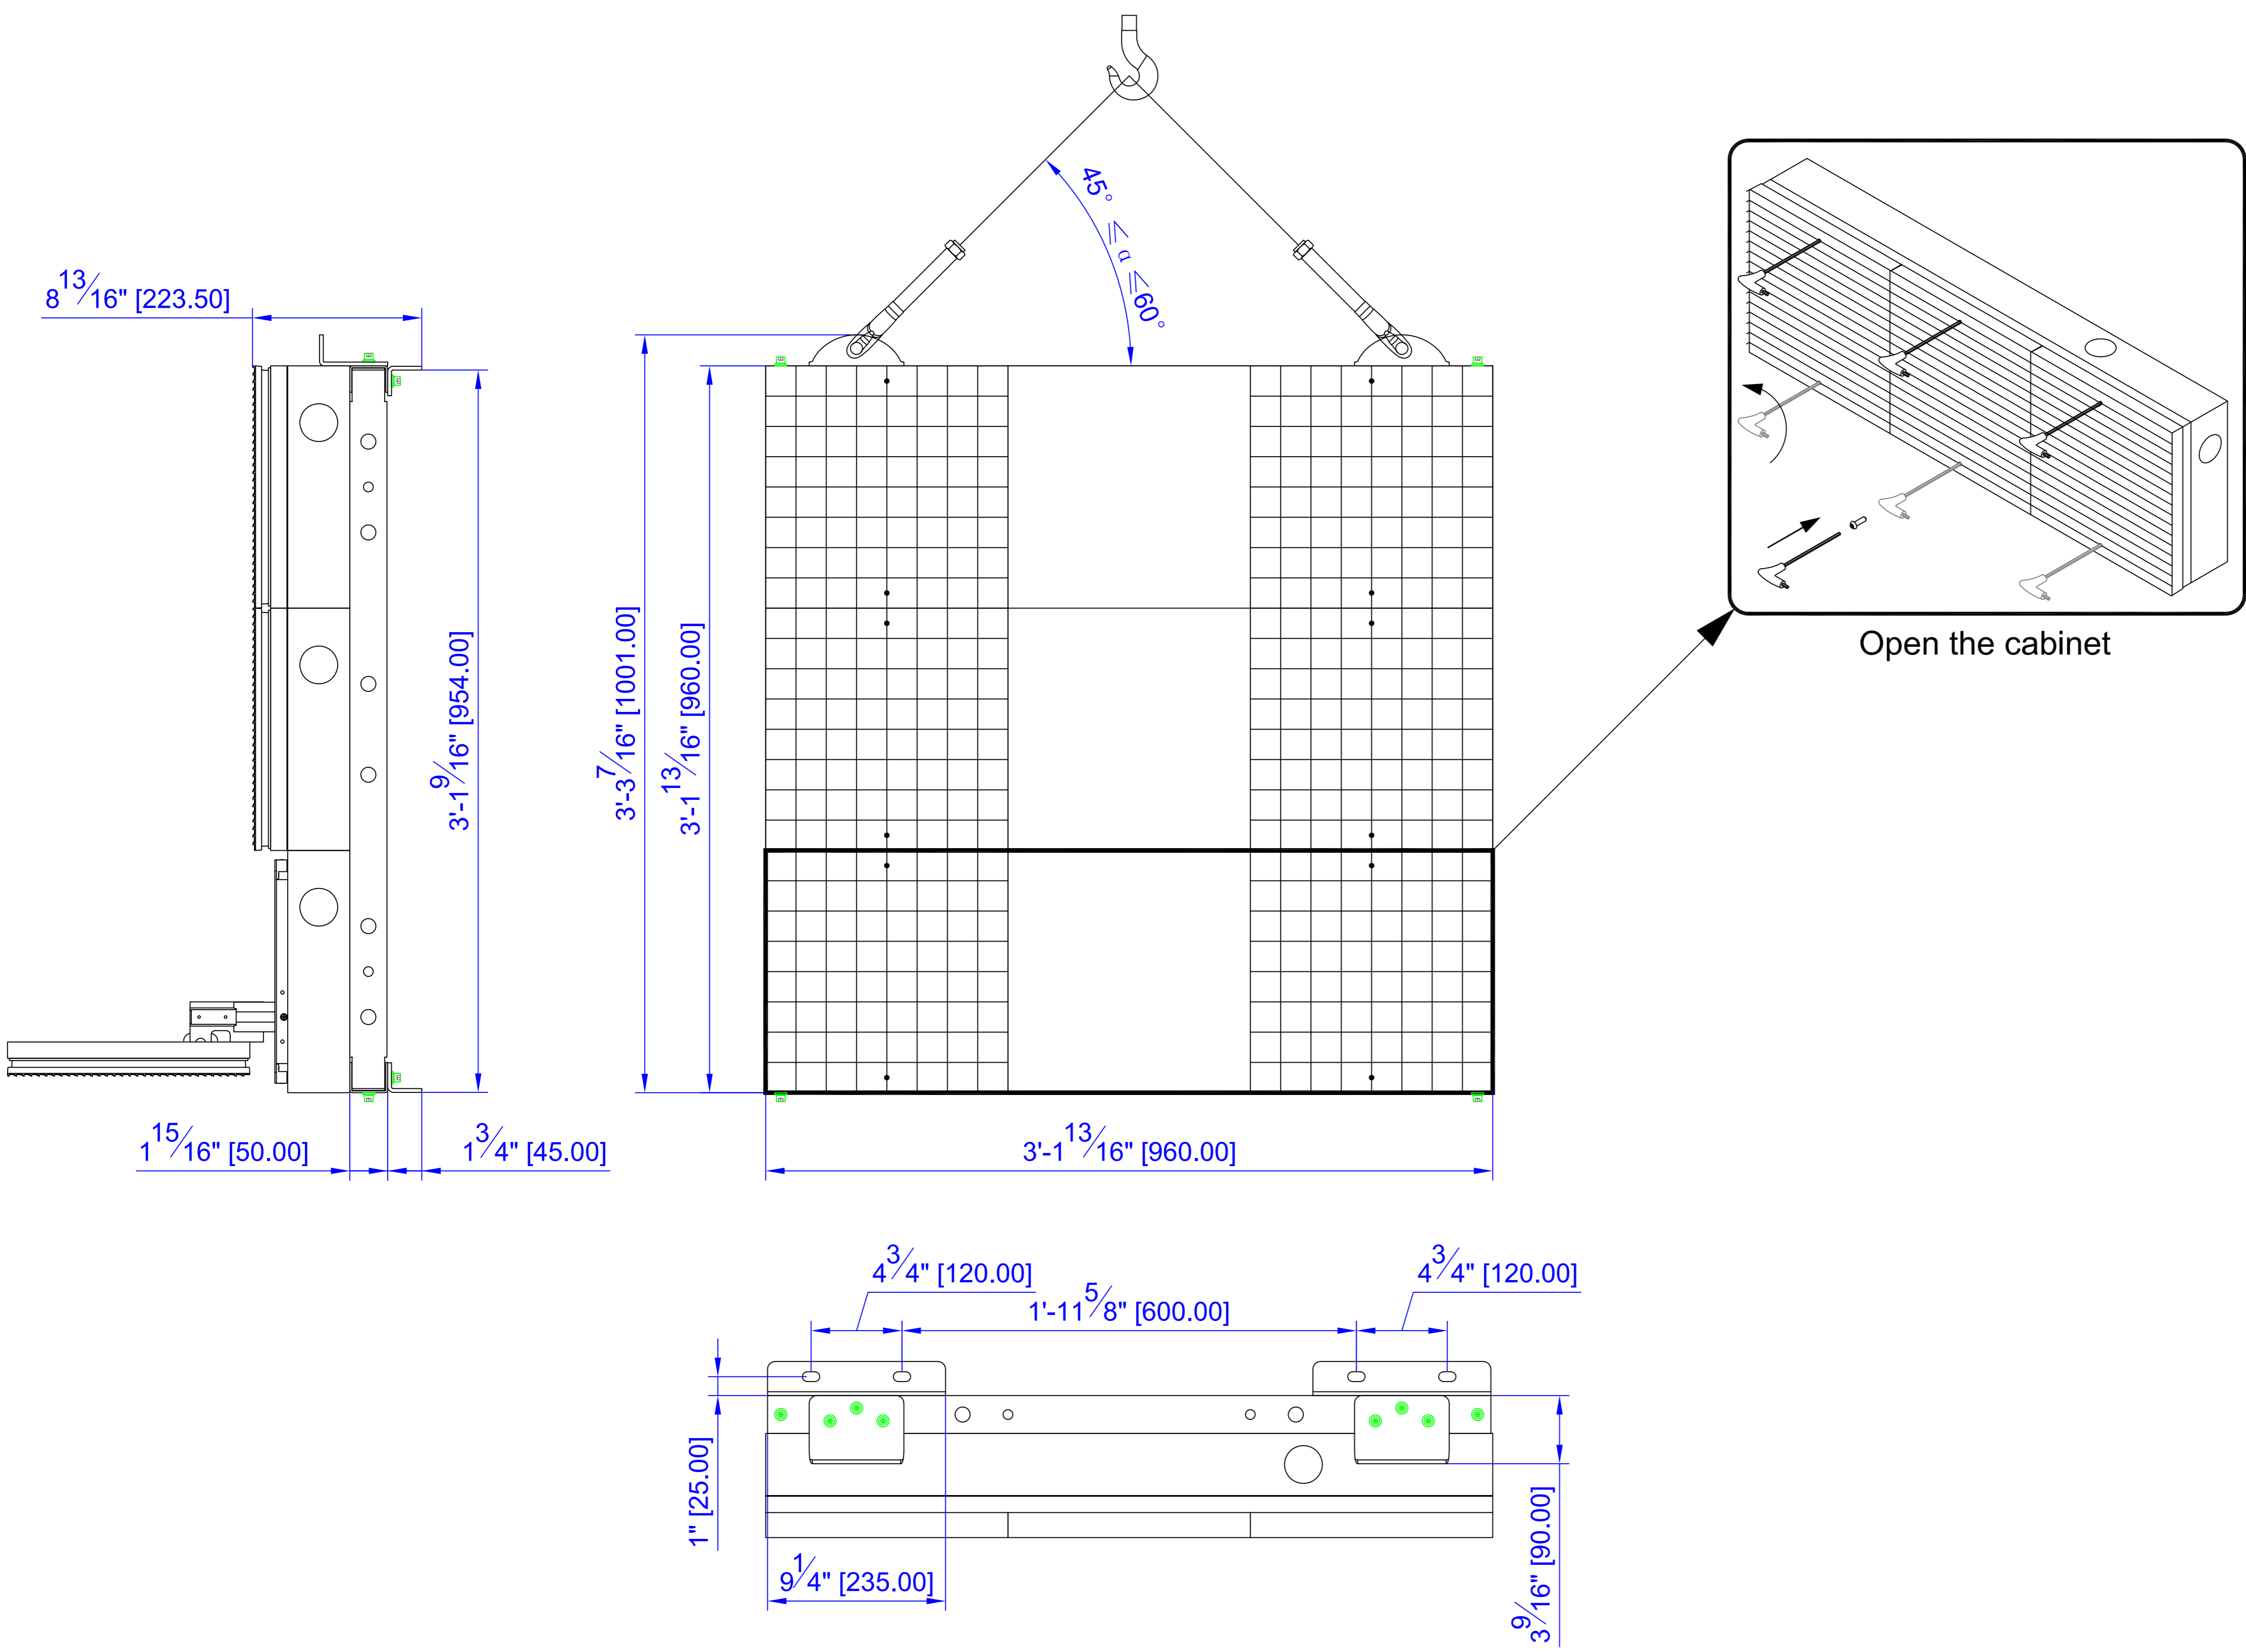 45° ≤ α ≤60°
8 13/16" [223.50]
3'-1 9/16" [954.00]
3'-3 7/16" [1001.00]
3'-1 13/16" [960.00]
Open the cabinet
1 15/16" [50.00]
1 3/4" [45.00]
3'-1 13/16" [960.00]
4 3/4" [120.00]
1'-11 5/8" [600.00]
4 3/4" [120.00]
1" [25.00]
9 1/4" [235.00]
3 9/16" [90.00]